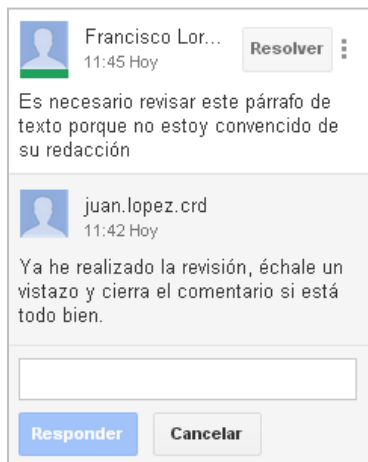 Francisco Lor...
Resolver
11:45 Hoy
Es necesario revisar este párrafo de
texto porque no estoy convencido de
su redacción
juan.lopez.crd
11:42 Hoy
Ya he realizado la revisión, échale un
vistazo y cierra el comentario si está
todo bien.
Responder Cancelar